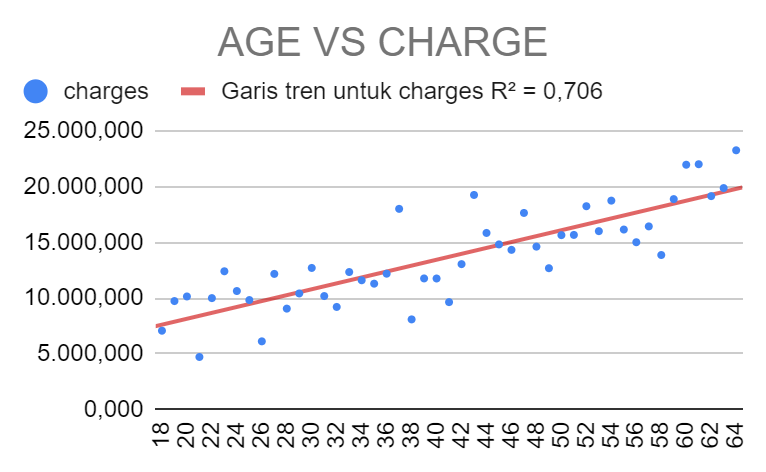 AGE VS CHARGE
charges
Garis tren untuk charges R² = 0,706
25.000,000
20.000,000
15.000,000
10.000,000
5.000,000
0,000
18 20 22 24 26 28 30 32 34 36 38 40 42 44 46 48 50 52 54 56 58 60 62 64